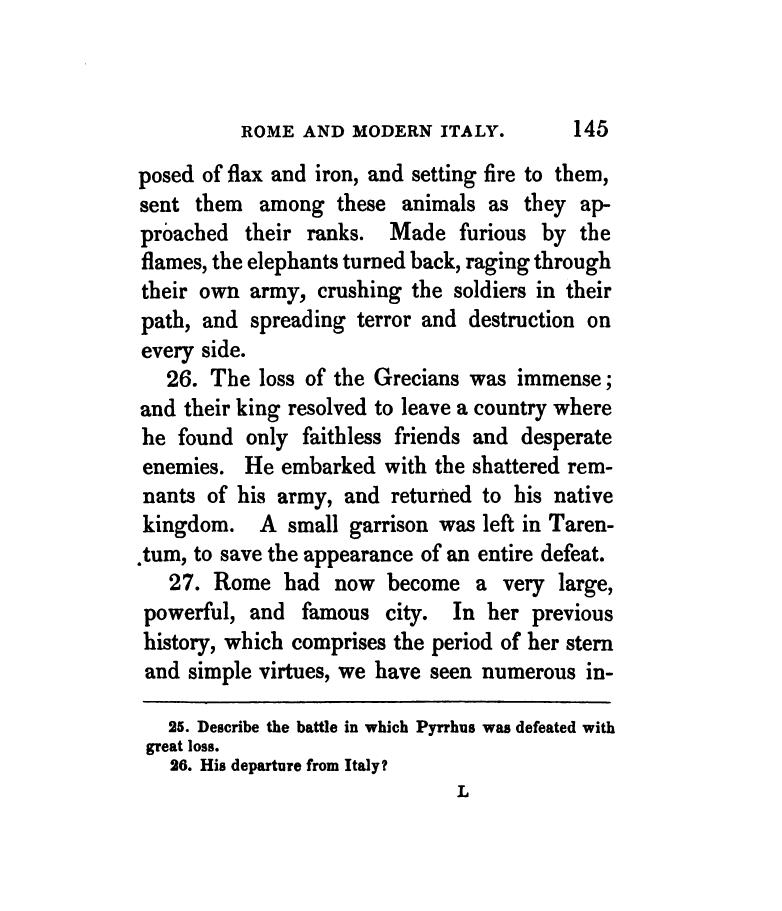 ROME AND MODERN ITALY. 145
posed of flax and iron, and setting fire to them,
sent them among these animals as they ap-
proached their ranks. Made furious by the
flames, the elephants turned back, raging through
their own army, crushing the soldiers in their
path, and spreading terror and destruction on
every side.
26. The loss of the Grecians was immense;
and their king resolved to leave a country where
he found only faithless friends and desperate
enemies. He embarked with the shattered rem-
nants of his army, and returned to his native
kingdom. A small garrison was left in Taren-
tum, to save the appearance of an entire defeat.
27. Rome had now become a very large,
powerful, and famous city. In her previous
history, which comprises the period of her stern
and simple virtues, we have seen numerous in-
25. Describe the battle in which Pyrrhus was defeated with
great loss.
26. His departure from Italy?
L